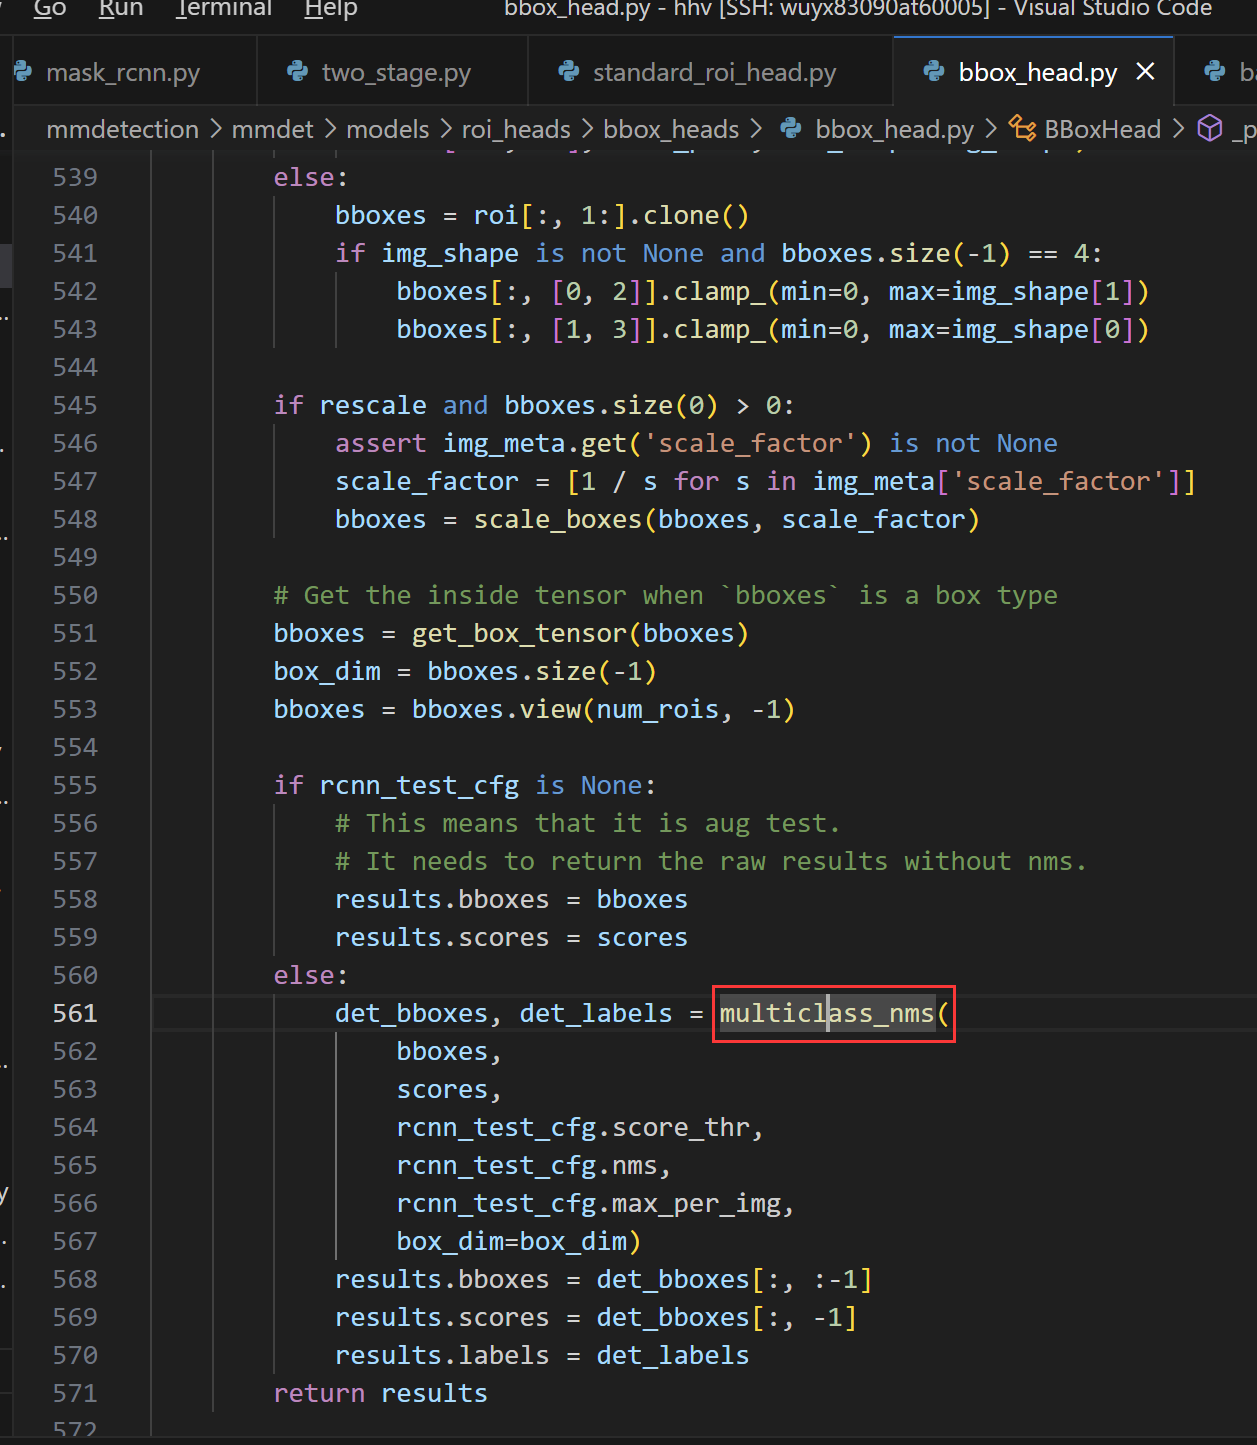 Go Run Terminal Help bbox_head.py - hhv [SSH: wuyx83090at60005] - Visual Studio Code
mask_rcnn.py two_stage.py standard_roi_head.py bbox_head.py
mmdetection > mmdet > models > roi_heads > bbox_heads > bbox_head.py > BBoxHead >
539 else:
540 bboxes = roi[:, 1:].clone()
541 if img_shape is not None and bboxes.size(-1) == 4:
542 bboxes[:, [0, 2]].clamp_(min=0, max=img_shape[1])
543 bboxes[:, [1, 3]].clamp_(min=0, max=img_shape[0])
544
545 if rescale and bboxes.size(0) > 0:
546 assert img_meta.get('scale_factor') is not None
547 scale_factor = [1 / s for s in img_meta['scale_factor']]
548 bboxes = scale_boxes(bboxes, scale_factor)
549
550 # Get the inside tensor when `bboxes` is a box type
551 bboxes = get_box_tensor(bboxes)
552 box_dim = bboxes.size(-1)
553 bboxes = bboxes.view(num_rois, -1)
554
555 if rcnn_test_cfg is None:
556 # This means that it is aug test.
557 # It needs to return the raw results without nms.
558 results.bboxes = bboxes
559 results.scores = scores
560 else:
561 det_bboxes, det_labels = multiclass_nms(
562 bboxes,
563 scores,
564 rcnn_test_cfg.score_thr,
565 rcnn_test_cfg.nms,
566 rcnn_test_cfg.max_per_img,
567 box_dim=box_dim)
568 results.bboxes = det_bboxes[:, :-1]
569 results.scores = det_bboxes[:, -1]
570 results.labels = det_labels
571 return results
572